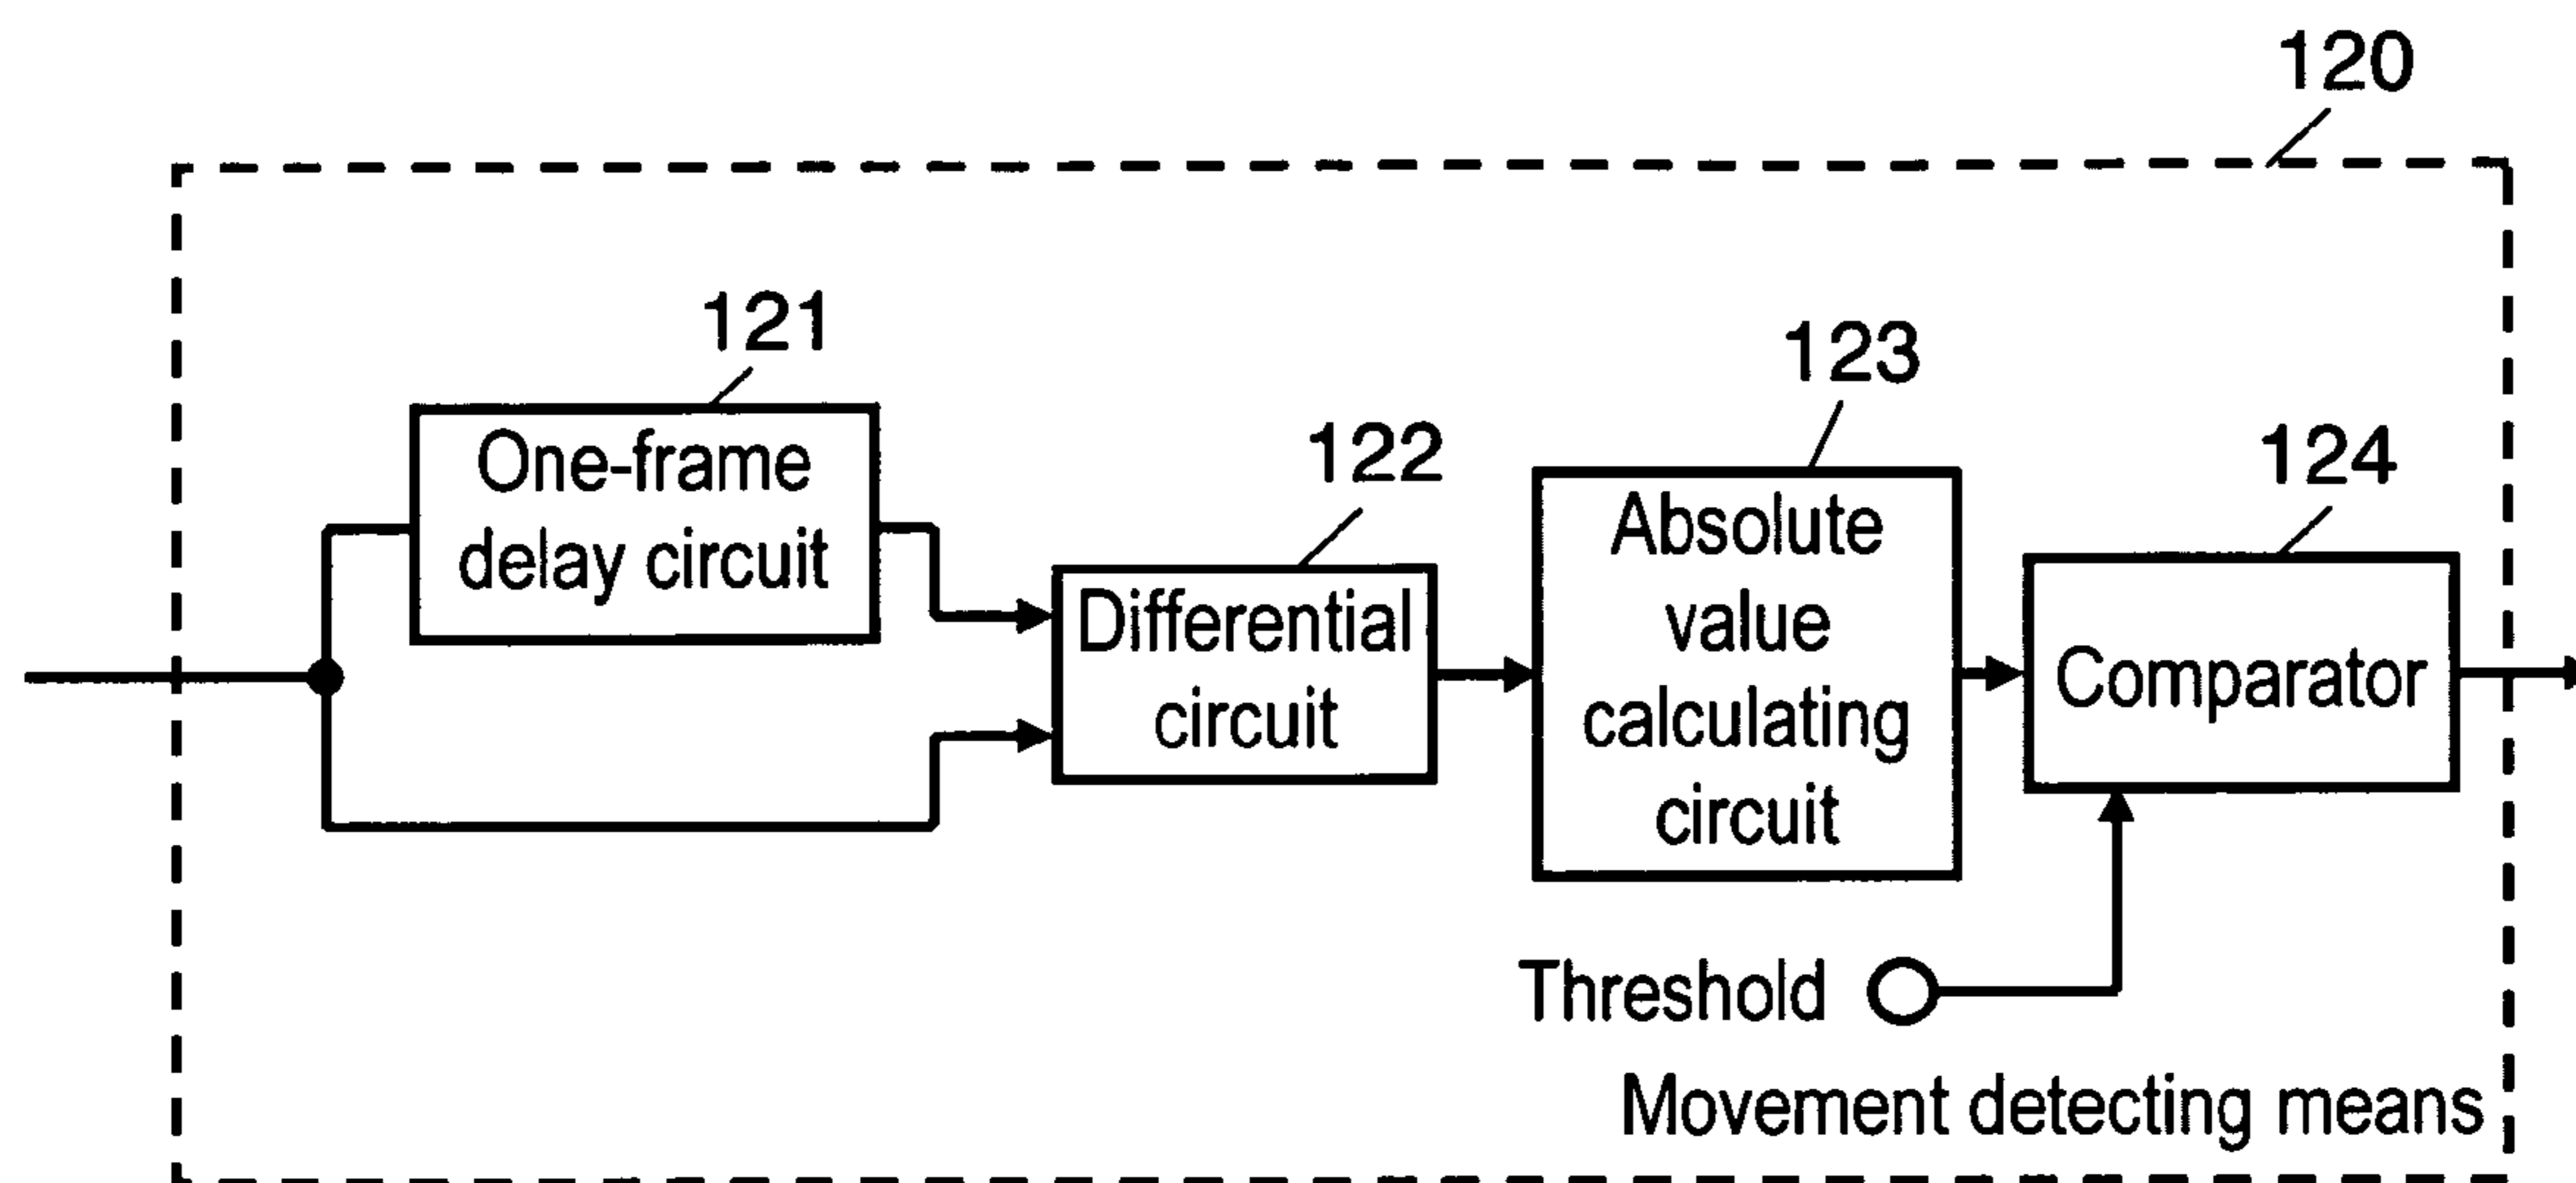 120
121
One-frame
delay circuit
122
Differential
circuit
123
Absolute
value
calculating
circuit
124
Comparator
Threshold
Movement detecting means